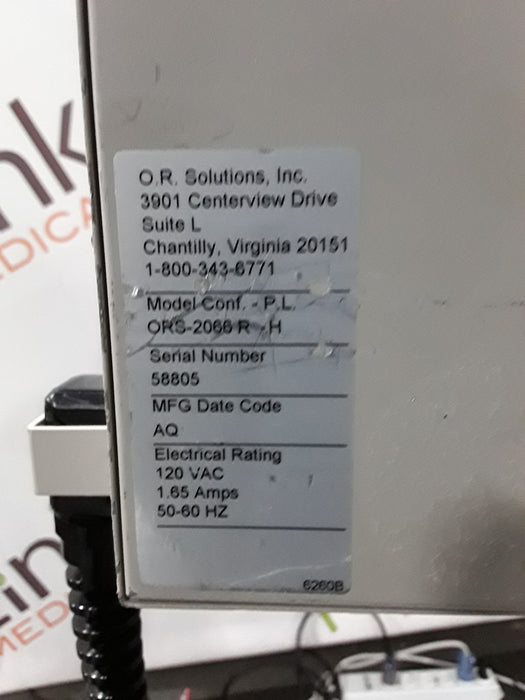 O.R. Solutions, Inc.
3901 Centerview Drive
Suite L
Chantilly, Virginia 20151
1-800-343-6771
Model Conf. - P.L.
ORS-2066 R -H
Serial Number
58805
MFG Date Code
AQ
Electrical Rating
120 VAC
1.65 Amps
50-60 HZ
6260B